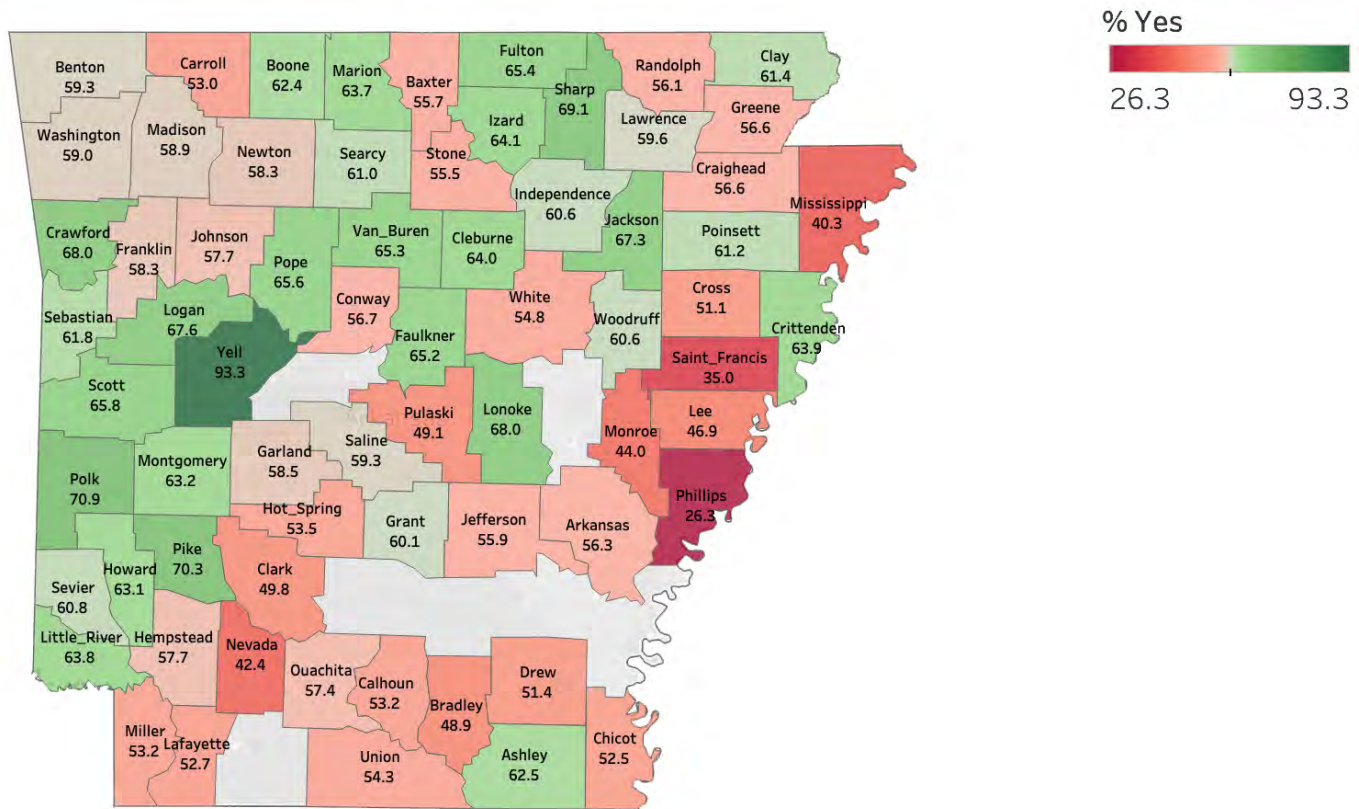 % Yes
26.3 93.3
Benton
59.3
Carroll
53.0
Boone
62.4
Marion
63.7
Baxter
55.7
Fulton
65.4
Sharp
69.1
Randolph
56.1
Clay
61.4
Washington
59.0
Madison
58.9
Newton
58.3
Searcy
61.0
Stone
55.5
Izard
64.1
Lawrence
59.6
Greene
56.6
Independence
60.6
Craighead
56.6
Mississippi
40.3
Crawford
68.0
Franklin
58.3
Johnson
57.7
Pope
65.6
Van_Buren
65.3
Cleburne
64.0
Jackson
67.3
Poinsett
61.2
Sebastian
61.8
Logan
67.6
Yell
93.3
Conway
56.7
Faulkner
65.2
White
54.8
Woodruff
60.6
Cross
51.1
Crittenden
63.9
Scott
65.8
Saint_Francis
35.0
Pulaski
49.1
Lonoke
68.0
Monroe
44.0
Lee
46.9
Polk
70.9
Montgomery
63.2
Garland
58.5
Saline
59.3
Hot_Spring
53.5
Grant
60.1
Jefferson
55.9
Arkansas
56.3
Phillips
26.3
Sevier
60.8
Howard
63.1
Pike
70.3
Clark
49.8
Little_River
63.8
Hempstead
57.7
Nevada
42.4
Ouachita
57.4
Calhoun
53.2
Bradley
48.9
Drew
51.4
Miller
53.2
Lafayette
52.7
Union
54.3
Ashley
62.5
Chicot
52.5